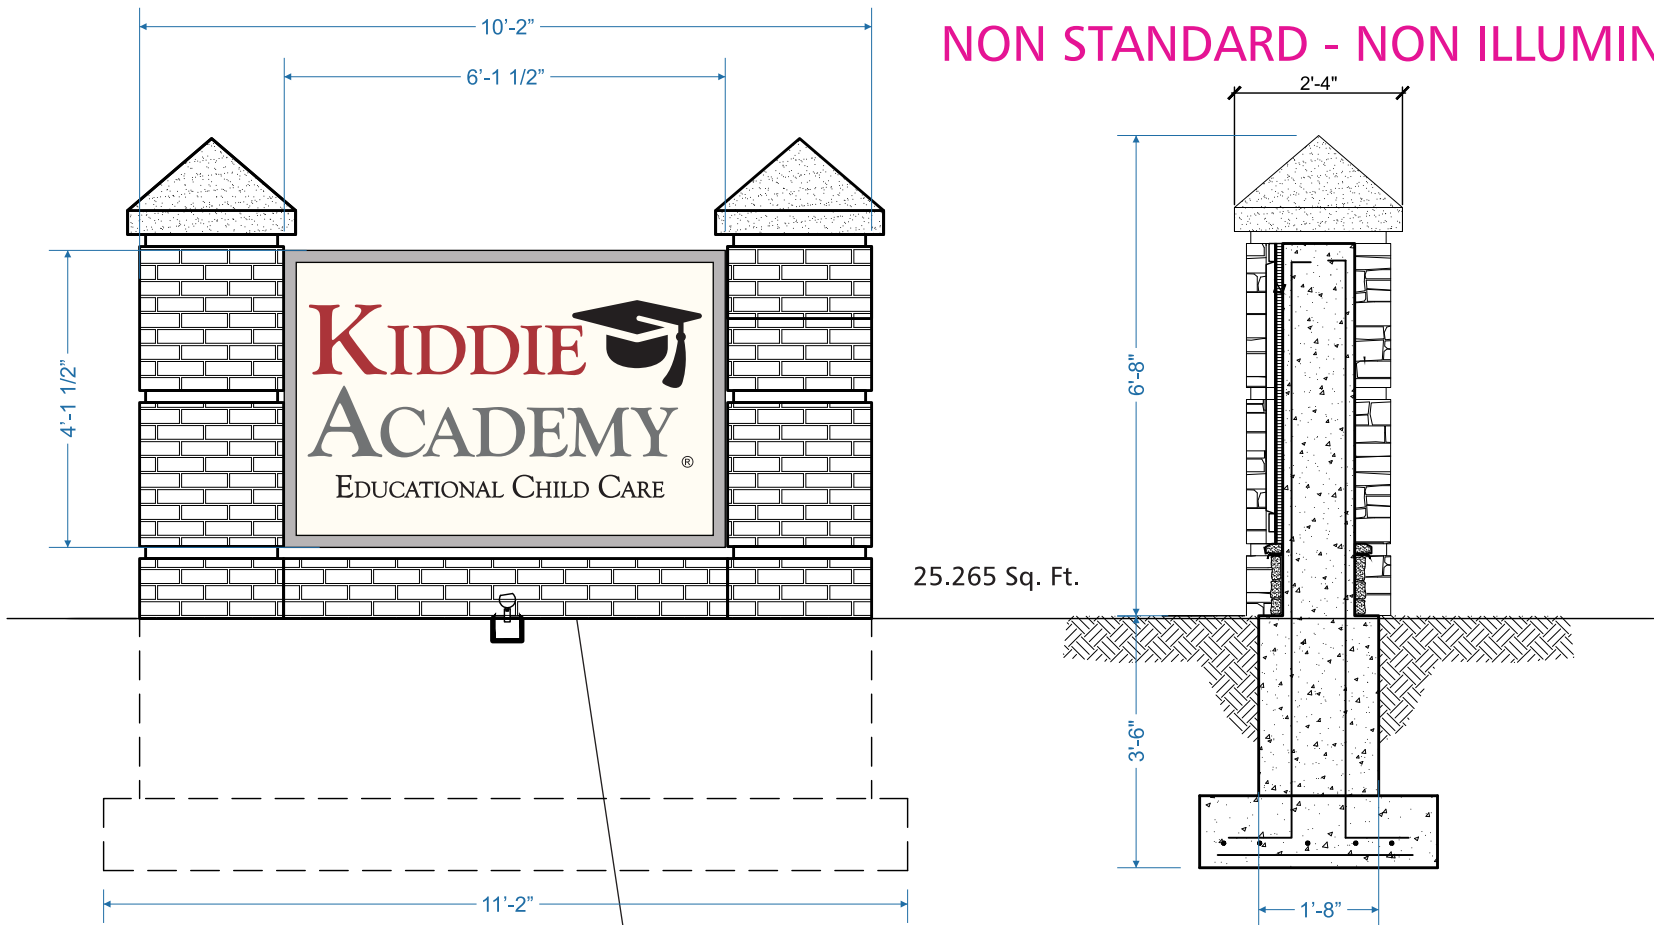 10’-2”
NON STANDARD - NON ILLUMIN
6’-1 1/2”
2'-4"
KIDDIE
ACADEMY
®
EDUCATIONAL CHILD CARE
4’-1 1/2”
6'-8"
25.265 Sq. Ft.
3'-6"
11’-2”
1'-8"